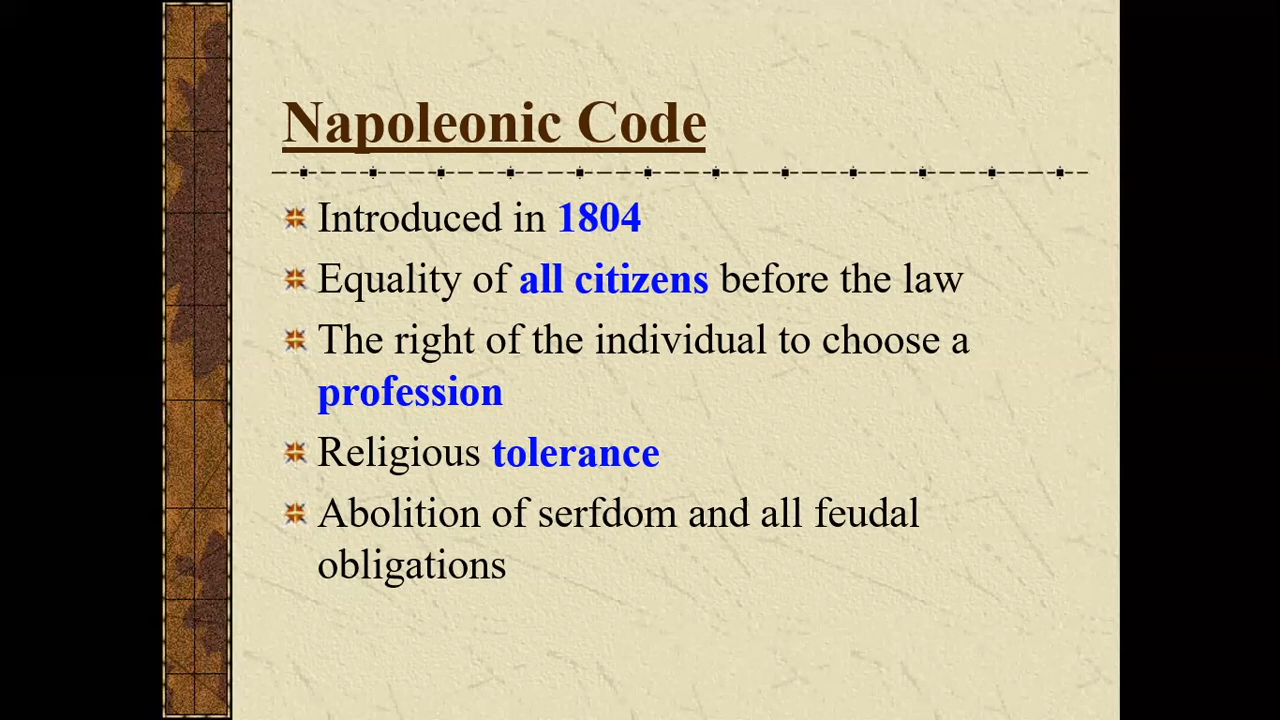 Napoleonic Code
Introduced in 1804
Equality of all citizens before the law
The right of the individual to choose a
profession
Religious tolerance
Abolition of serfdom and all feudal
obligations